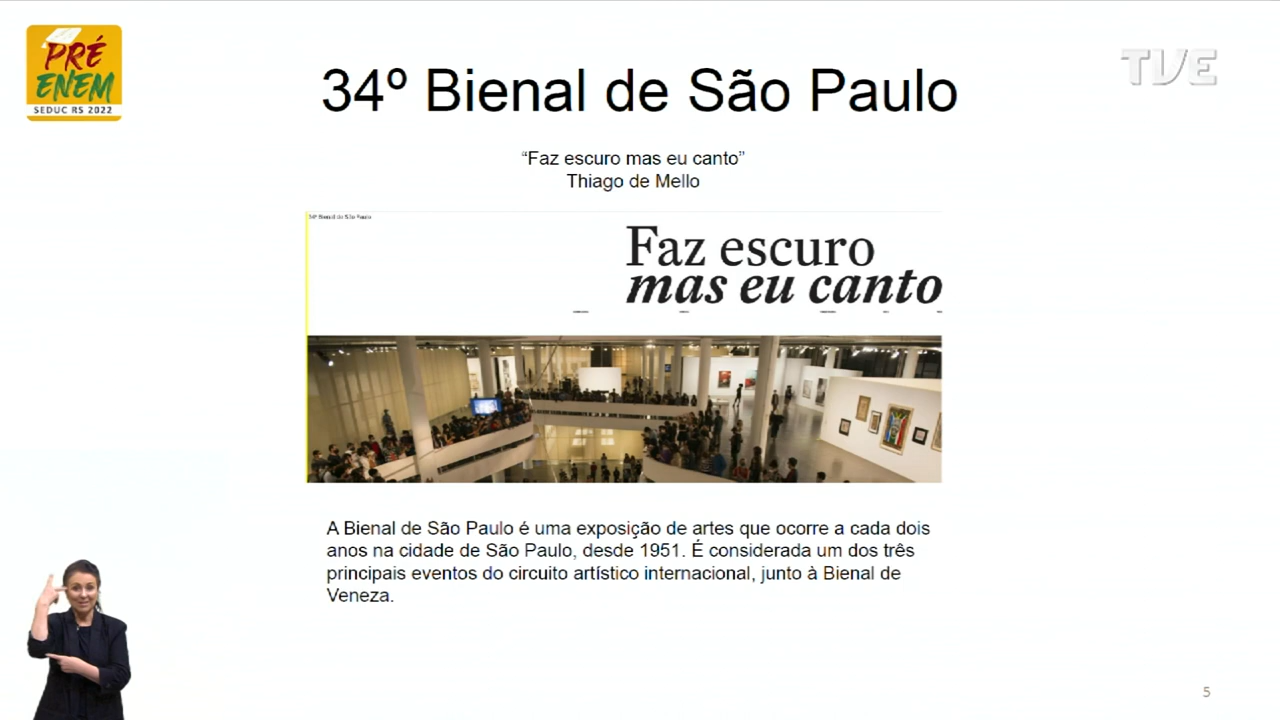 PRÉ
ENEM
SEDUC RS 2022
TVE
34º Bienal de São Paulo
“Faz escuro mas eu canto”
Thiago de Mello
34ª Bienal de São Paulo
Faz escuro
mas eu canto
A Bienal de São Paulo é uma exposição de artes que ocorre a cada dois
anos na cidade de São Paulo, desde 1951. É considerada um dos três
principais eventos do circuito artístico internacional, junto à Bienal de
Veneza.
5